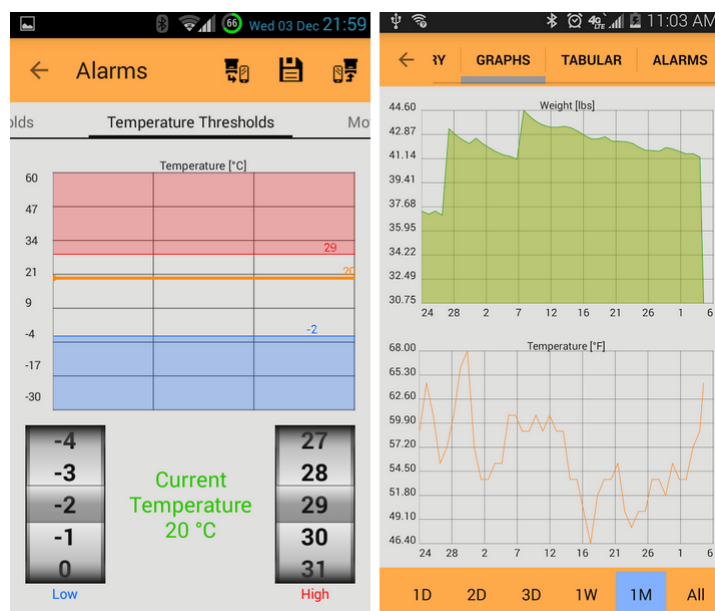 66 Wed 03 Dec 21:59
Alarms
olds Temperature Thresholds Mo
Temperature [°C]
60
47
34
29
21
20
9
-4
-2
-17
-30
-4
-3
-2
-1
0
Low
Current
Temperature
20 °C
27
28
29
30
31
High
4G LTE 11:03 AM
RY GRAPHS TABULAR ALARMS
Weight [lbs]
44.60
42.87
41.14
39.41
37.68
35.95
34.22
32.49
30.75
24 28 2 7 12 16 21 26 1 6
Temperature [°F]
68.00
65.30
62.60
59.90
57.20
54.50
51.80
49.10
46.40
24 28 2 7 12 16 21 26 1 6
1D 2D 3D 1W 1M All